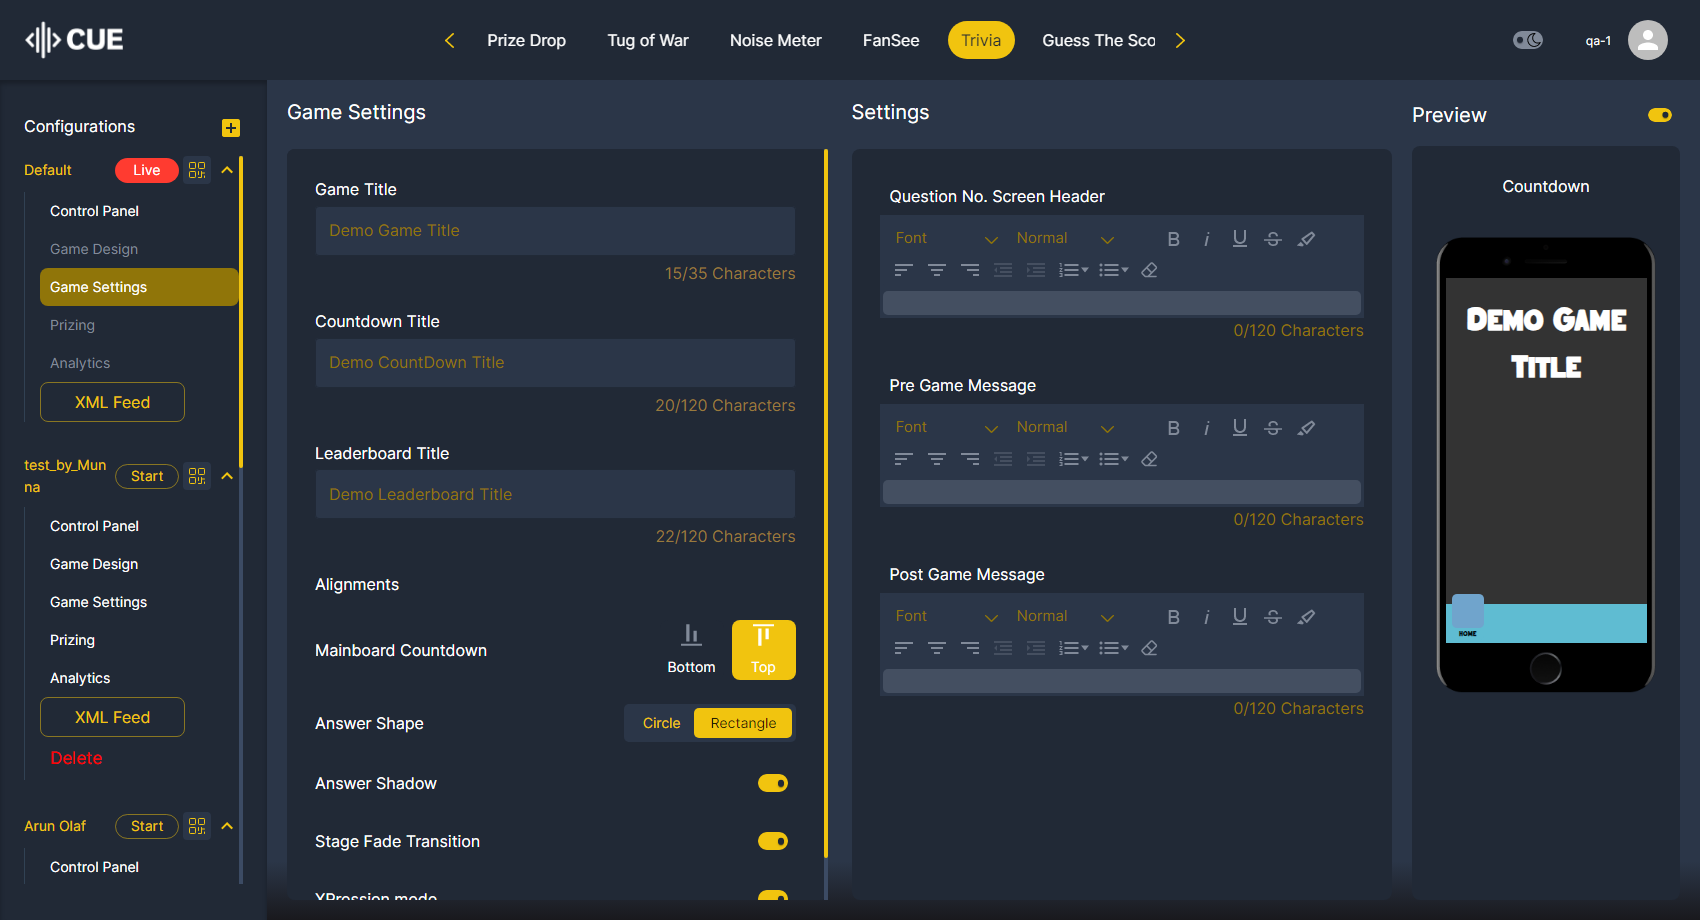 CUE
Prize Drop
Tug of War
Noise Meter
FanSee
Trivia
Guess The Sco
qa-1
Configurations
Default
Live
Control Panel
Game Design
Game Settings
Prizing
Analytics
XML Feed
test_by_Mun
na
Start
Control Panel
Game Design
Game Settings
Prizing
Analytics
XML Feed
Delete
Arun Olaf
Start
Control Panel
Game Settings
Game Title
Demo Game Title
15/35 Characters
Countdown Title
Demo CountDown Title
20/120 Characters
Leaderboard Title
Demo Leaderboard Title
22/120 Characters
Alignments
Mainboard Countdown
Bottom
Top
Answer Shape
Circle
Rectangle
Answer Shadow
Stage Fade Transition
XPression mode
Settings
Question No. Screen Header
Font
Normal
B i U S
0/120 Characters
Pre Game Message
Font
Normal
B i U S
0/120 Characters
Post Game Message
Font
Normal
B i U S
0/120 Characters
Preview
Countdown
Demo Game
Title
HOME